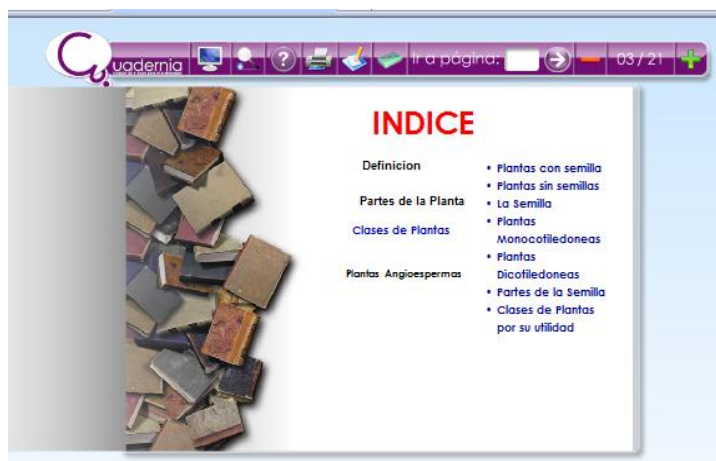 Cuadernia
Ir a página:
03 / 21
INDICE
Definicion
Partes de la Planta
Clases de Plantas
Plantas Angioespermas
• Plantas con semilla
• Plantas sin semillas
• La Semilla
• Plantas
Monocotiledoneas
• Plantas
Dicotiledoneas
• Partes de la Semilla
• Clases de Plantas
por su utilidad